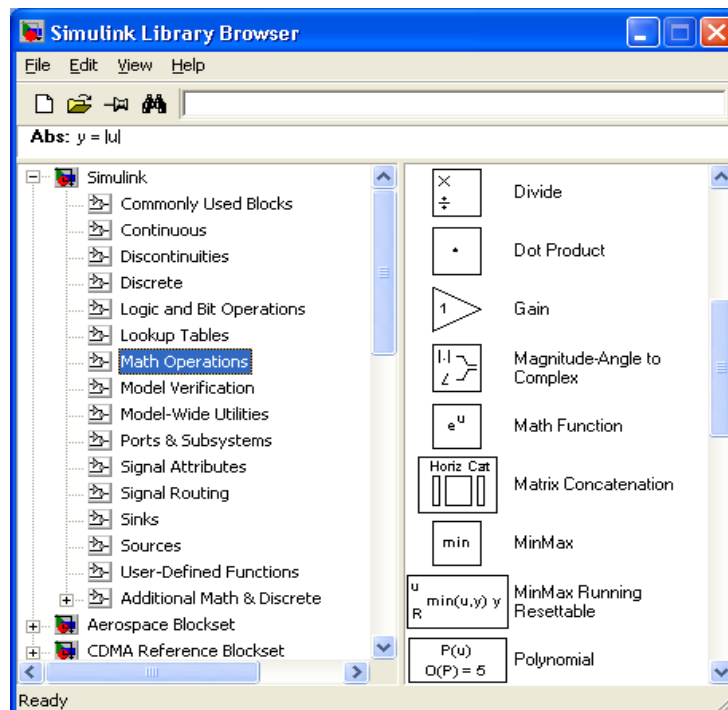 Simulink Library Browser
File Edit View Help
Abs: y = |u|
Simulink
Commonly Used Blocks
Continuous
Discontinuities
Discrete
Logic and Bit Operations
Lookup Tables
Math Operations
Model Verification
Model-Wide Utilities
Ports & Subsystems
Signal Attributes
Signal Routing
Sinks
Sources
User-Defined Functions
Additional Math & Discrete
Aerospace Blockset
CDMA Reference Blockset
×
÷
Divide
Dot Product
1
Gain
|·|
∠
Magnitude-Angle to
Complex
e^u
Math Function
Horiz Cat
Matrix Concatenation
min
MinMax
u
R
min(u,y) y
MinMax Running
Resettable
P(u)
O(P) = 5
Polynomial
Ready